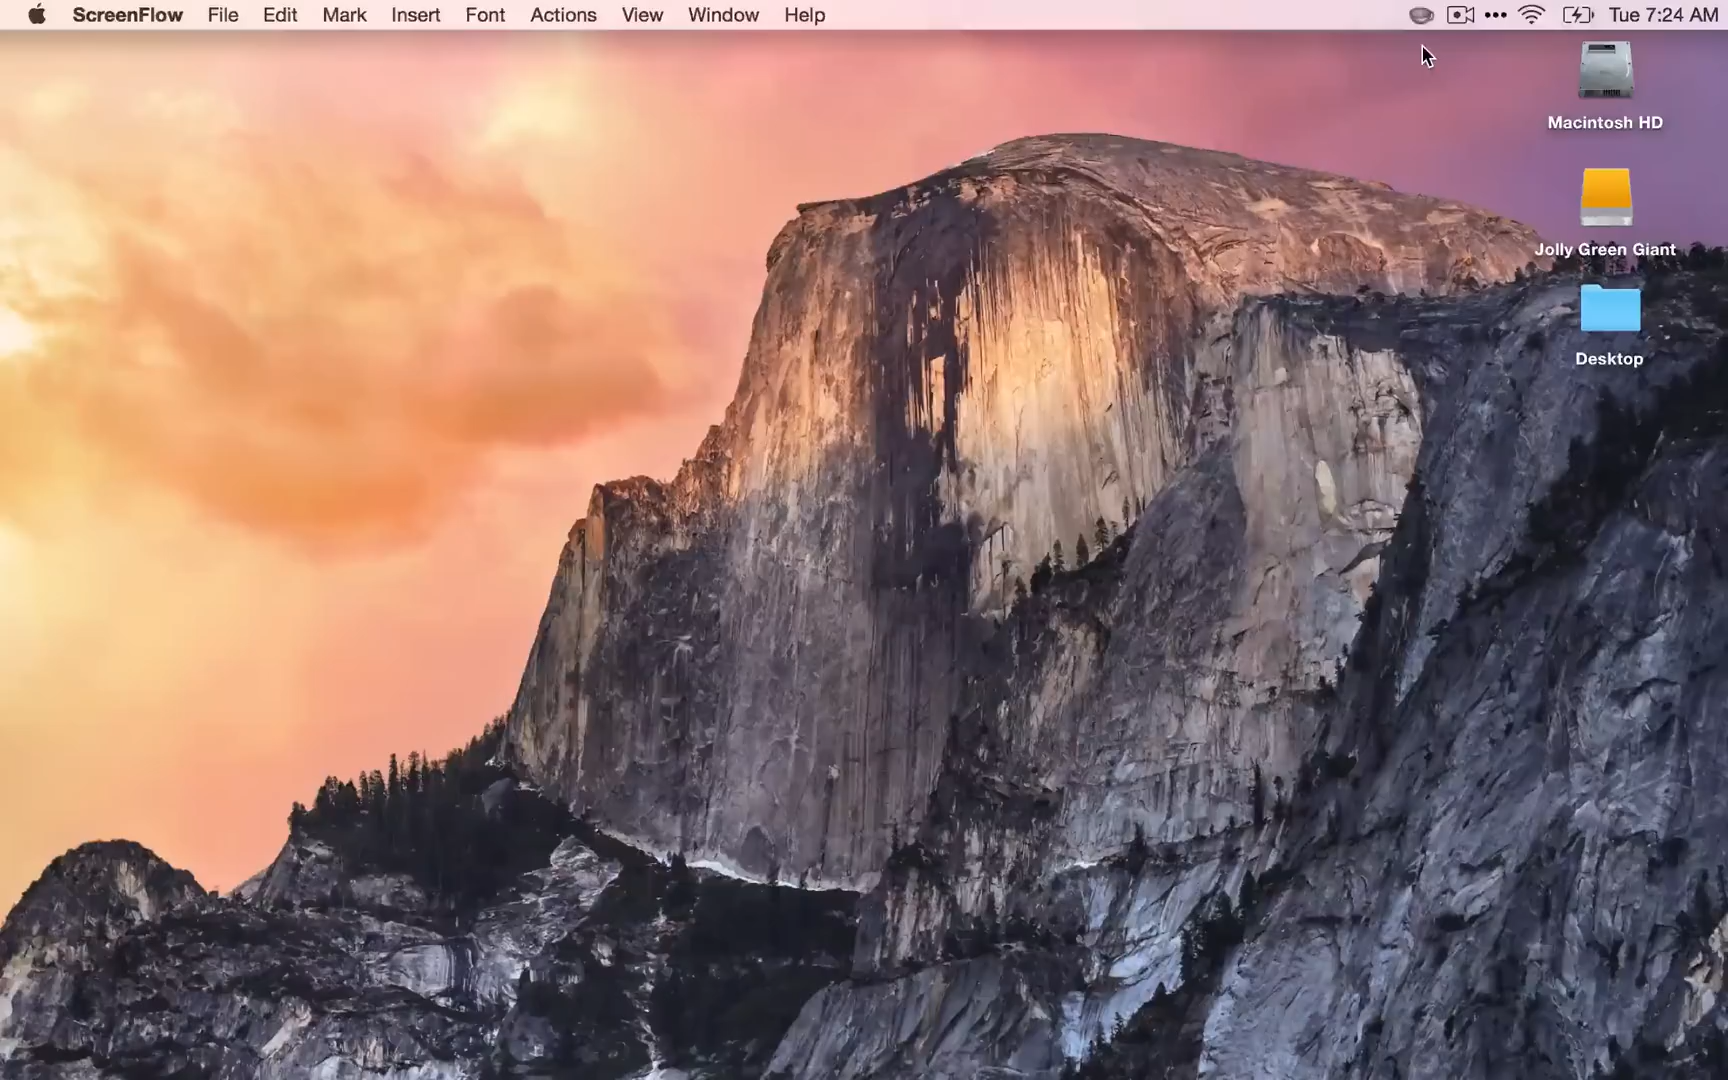 ScreenFlow File Edit Mark Insert Font Actions View Window Help Tue 7:24 AM
Macintosh HD
Jolly Green Giant
Desktop